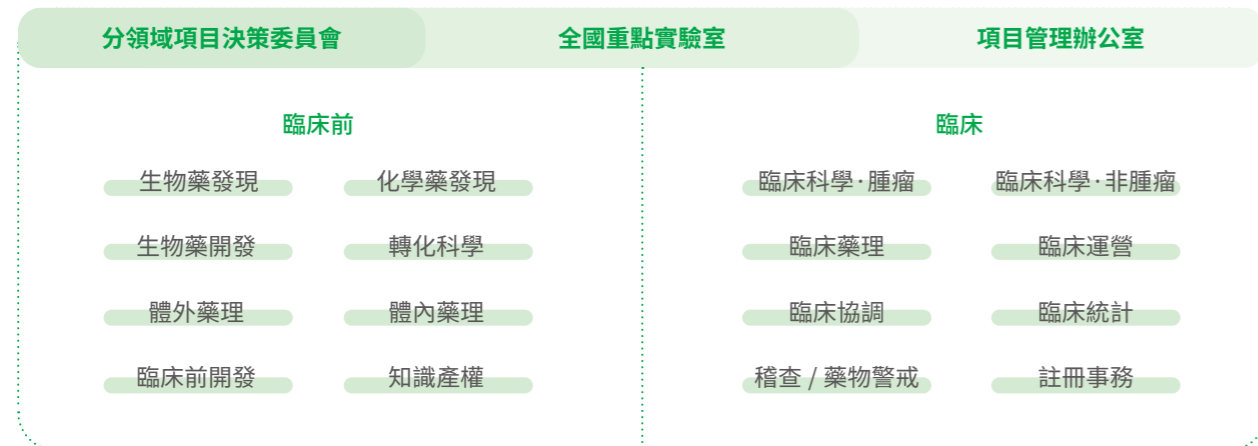 分領域項目決策委員會 全國重點實驗室 項目管理辦公室
臨床前
生物藥發現 化學藥發現
生物藥開發 轉化科學
體外藥理 體內藥理
臨床前開發 知識產權
臨床
臨床科學·腫瘤 臨床科學·非腫瘤
臨床藥理 臨床運營
臨床協調 臨床統計
稽查 / 藥物警戒 註冊事務